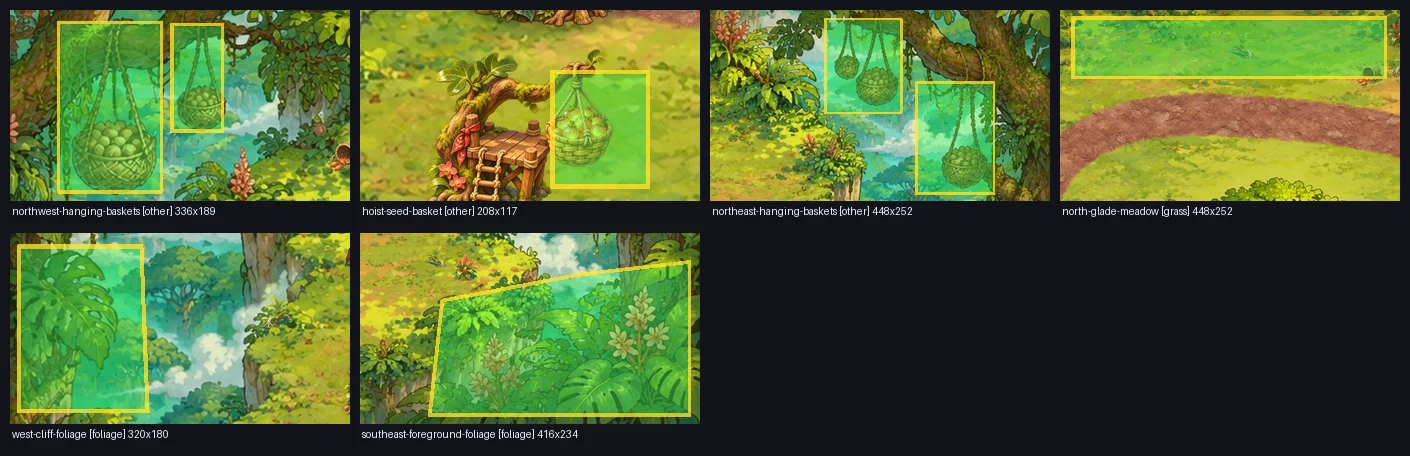 northwest-hanging-baskets [other] 336x189
hoist-seed-basket [other] 208x117
northeast-hanging-baskets [other] 448x252
north-glade-meadow [grass] 448x252
west-cliff-foliage [foliage] 320x180
southeast-foreground-foliage [foliage] 416x234